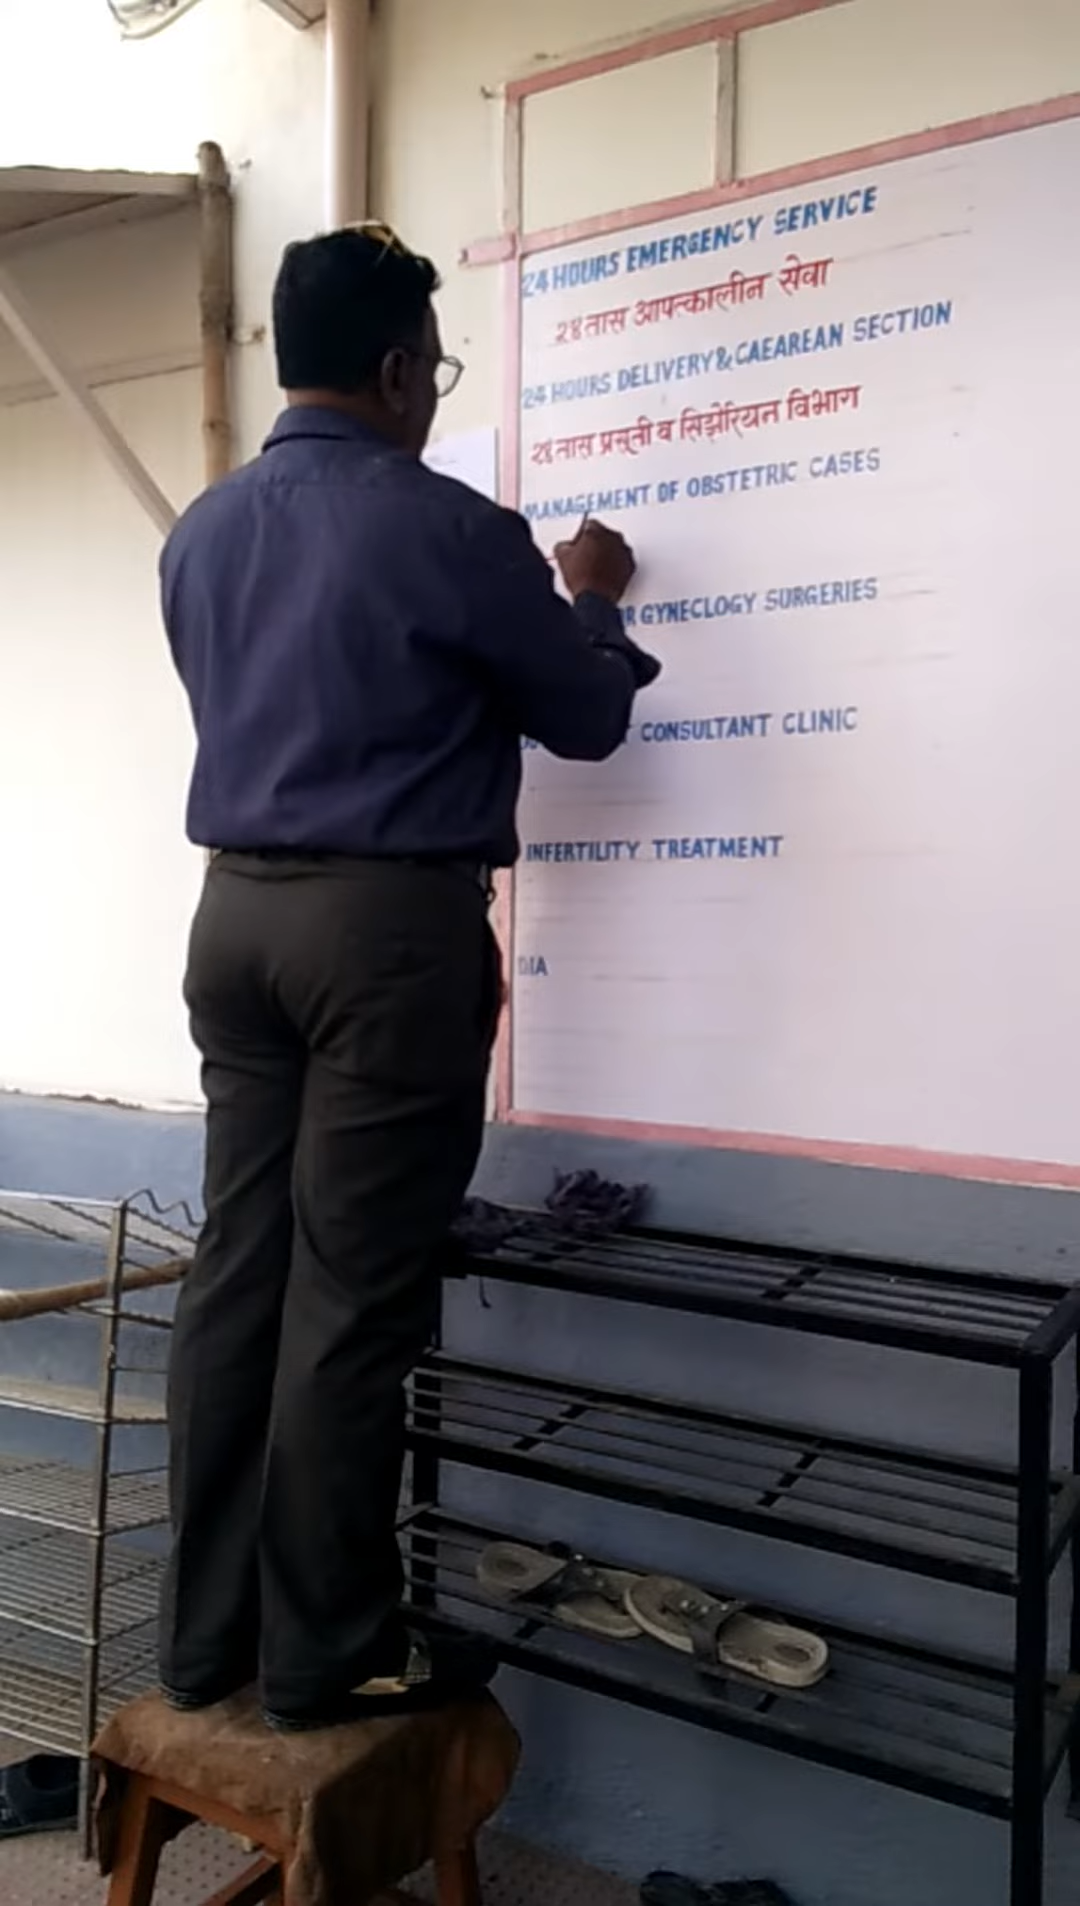 24 HOURS EMERGENCY SERVICE
२४ तास आपत्कालीन सेवा
24 HOURS DELIVERY & CAEAREAN SECTION
२४ तास प्रसूती व सिझेरियन विभाग
MANAGEMENT OF OBSTETRIC CASES
GYNECLOGY SURGERIES
CONSULTANT CLINIC
INFERTILITY TREATMENT
DIA